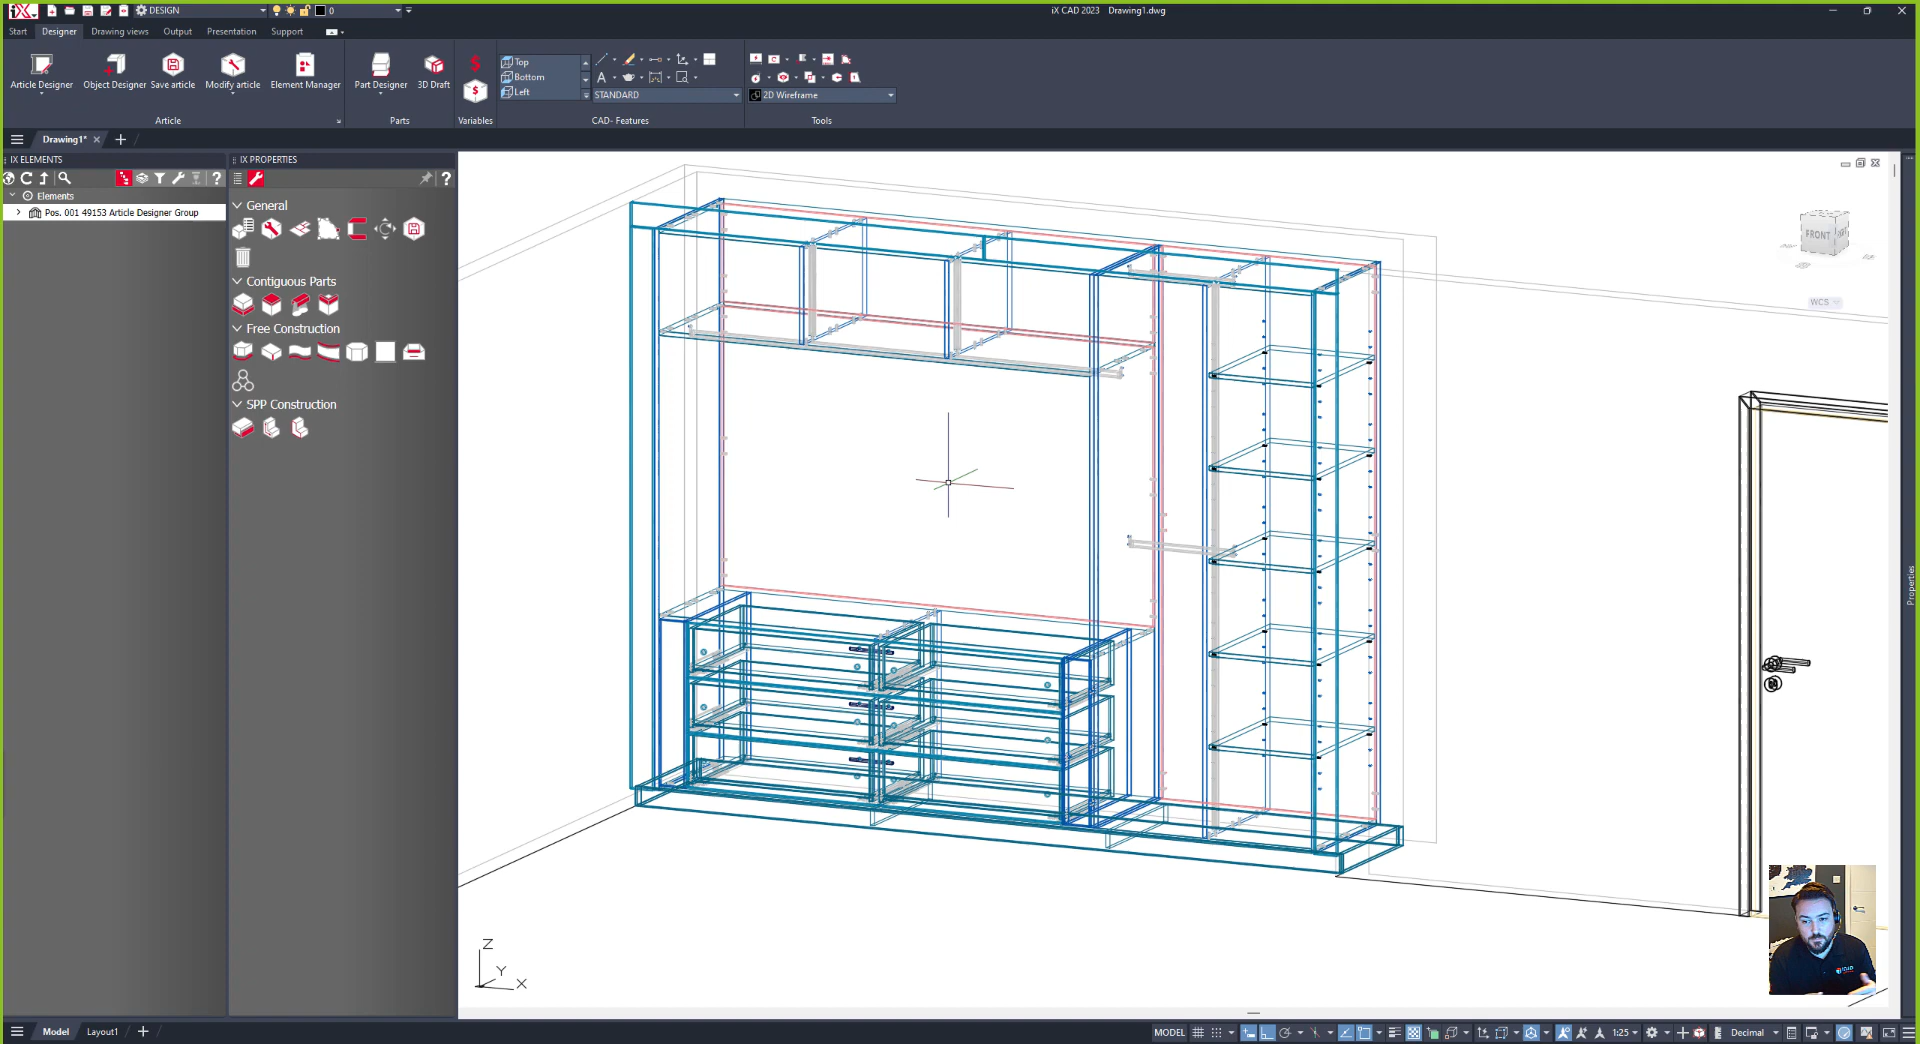 iX
DESIGN
0
iX CAD 2023 Drawing1.dwg
Start Designer Drawing views Output Presentation Support
Article Designer Object Designer Save article Modify article Element Manager Part Designer 3D Draft
Top
Bottom
Left
STANDARD
2D Wireframe
Article Parts Variables CAD- Features Tools
Drawing1*
IX ELEMENTS
IX PROPERTIES
Elements
Pos. 001 49153 Article Designer Group
General
Contiguous Parts
Free Construction
SPP Construction
FRONT
WCS
Properties
Z
Y
X
Model Layout1
MODEL 1:25 Decimal